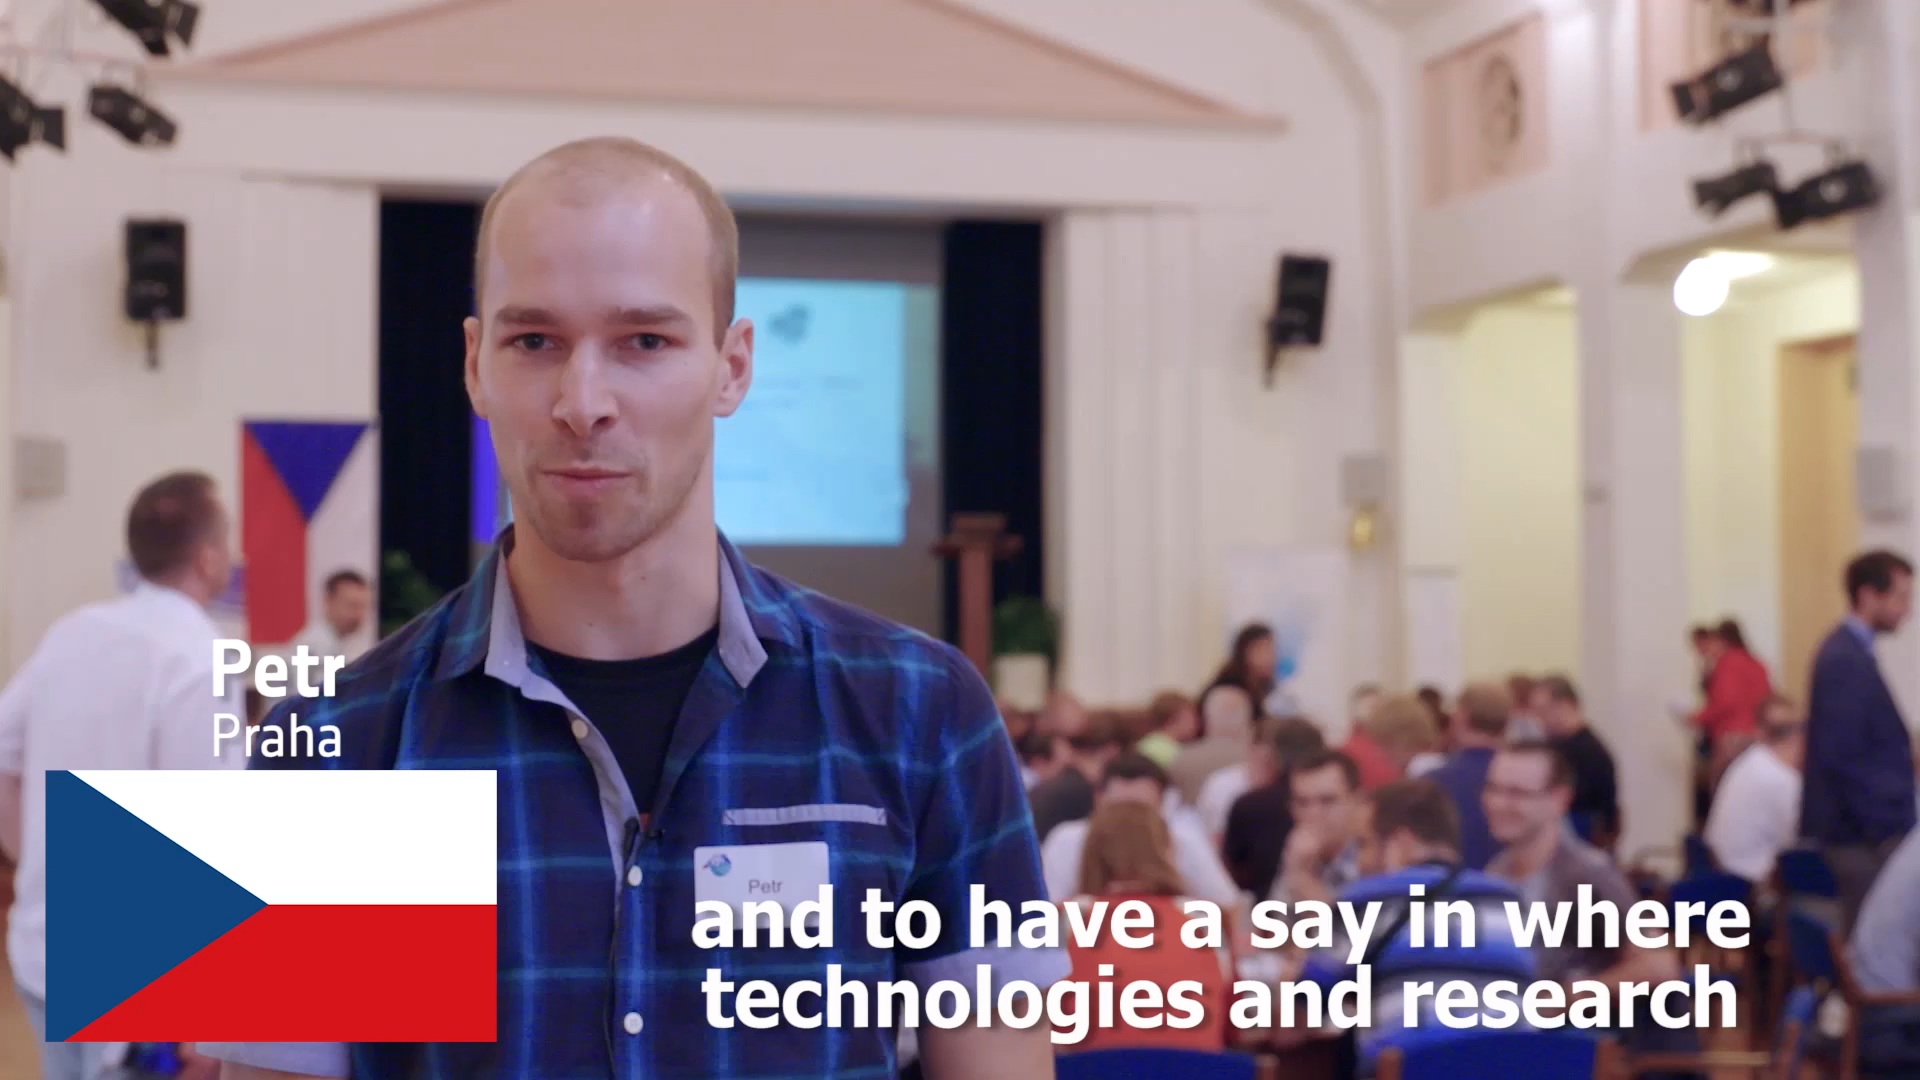 Petr
Praha
Petr
and to have a say in where
technologies and research